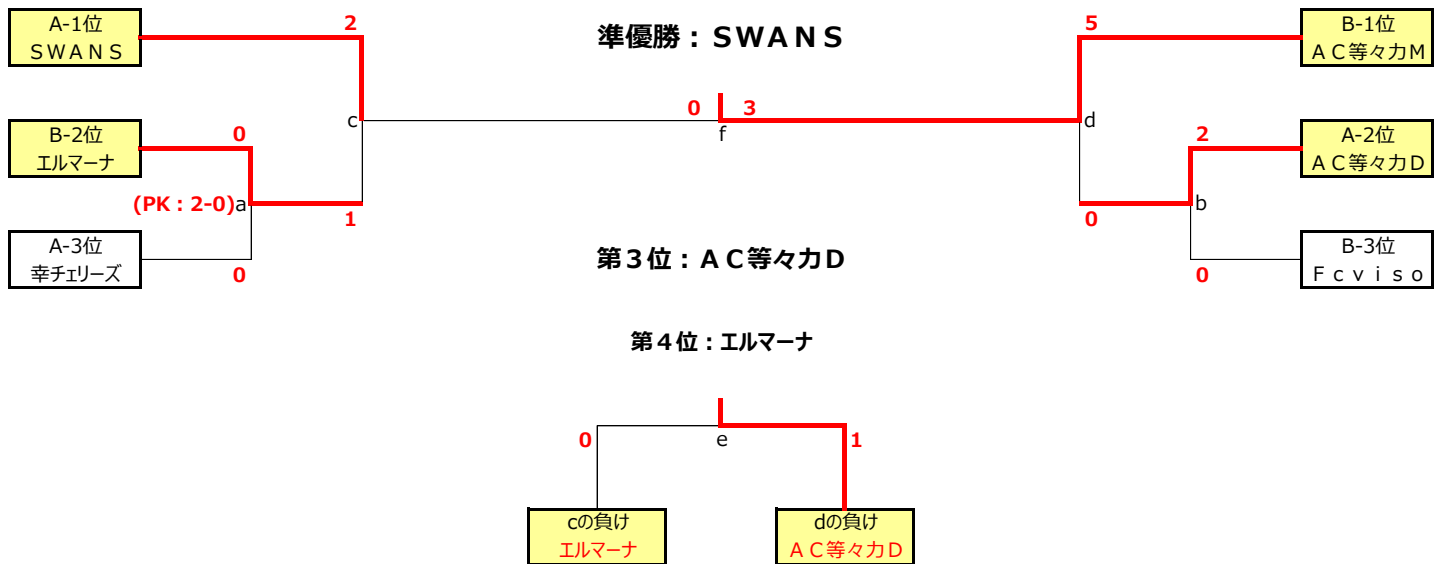 A-1位
ＳＷＡＮＳ
2
準優勝：ＳＷＡＮＳ
5
B-1位
ＡＣ等々力Ｍ
c
0
3
f
d
B-2位
エルマーナ
0
2
A-2位
ＡＣ等々力Ｄ
(PK：2-0)a
1
0
b
A-3位
幸チェリーズ
0
第３位：ＡＣ等々力Ｄ
0
B-3位
Ｆｃｖｉｓｏ
第４位：エルマーナ
0
e
1
cの負け
エルマーナ
dの負け
ＡＣ等々力Ｄ